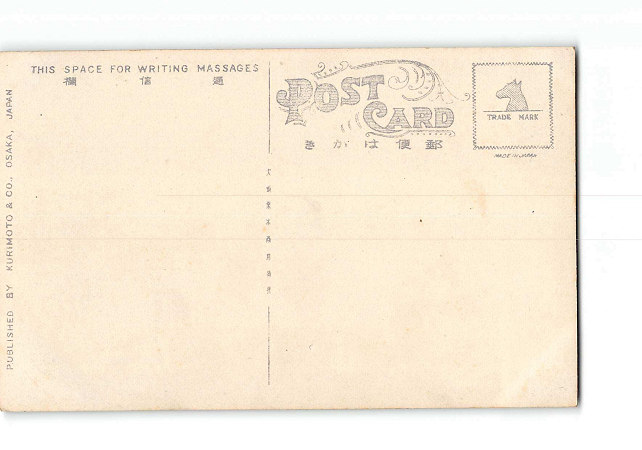 THIS SPACE FOR WRITING MASSAGES
欄信通
POST CARD
きかは便郵
TRADE MARK
MADE IN JAPAN
PUBLISHED BY KURIMOTO & CO., OSAKA, JAPAN